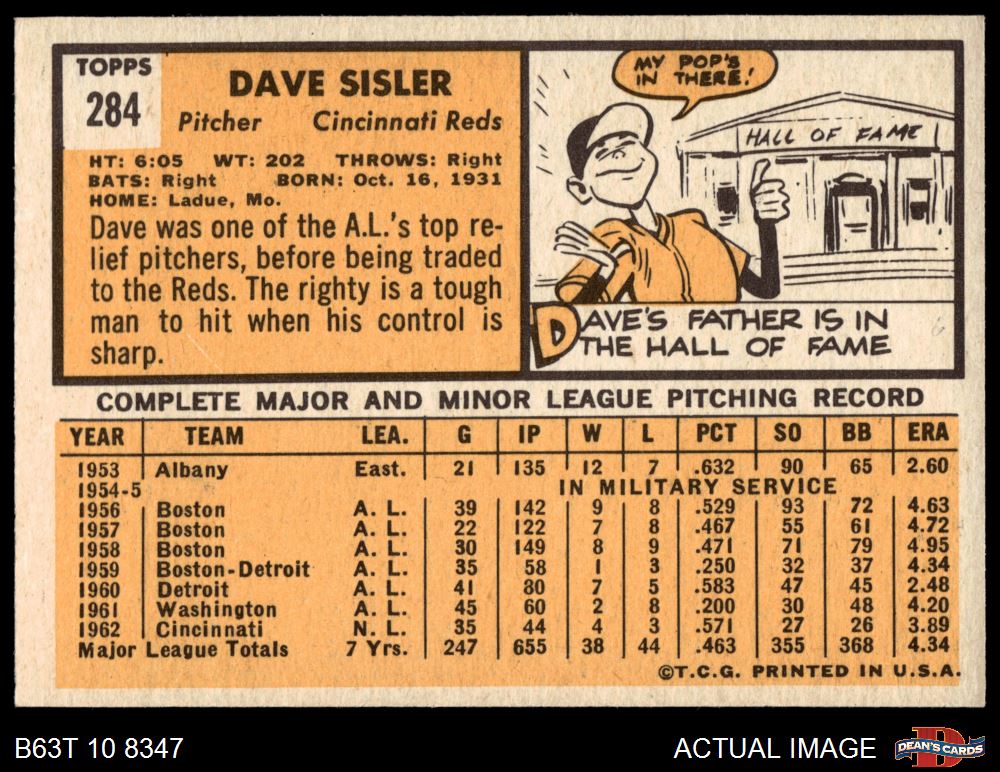 TOPPS
284
DAVE SISLER
Pitcher Cincinnati Reds
HT: 6:05 WT: 202 THROWS: Right
BATS: Right BORN: Oct. 16, 1931
HOME: Ladue, Mo.
Dave was one of the A.L.'s top re-
lief pitchers, before being traded
to the Reds. The righty is a tough
man to hit when his control is
sharp.
MY POP'S
IN THERE!
HALL OF FAME
DAVE'S FATHER IS IN
THE HALL OF FAME
COMPLETE MAJOR AND MINOR LEAGUE PITCHING RECORD
YEAR TEAM LEA. G IP W L PCT SO BB ERA
1953 Albany East. 21 135 12 7 .632 90 65 2.60
1954-5 IN MILITARY SERVICE
1956 Boston A. L. 39 142 9 8 .529 93 72 4.63
1957 Boston A. L. 22 122 7 8 .467 55 61 4.72
1958 Boston A. L. 30 149 8 9 .471 71 79 4.95
1959 Boston-Detroit A. L. 35 58 1 3 .250 32 37 4.34
1960 Detroit A. L. 41 80 7 5 .583 47 45 2.48
1961 Washington A. L. 45 60 2 8 .200 30 48 4.20
1962 Cincinnati N. L. 35 44 4 3 .571 27 26 3.89
Major League Totals 7 Yrs. 247 655 38 44 .463 355 368 4.34
©T.C.G. PRINTED IN U.S.A.
B63T 10 8347
ACTUAL IMAGE
D
DEAN'S CARDS